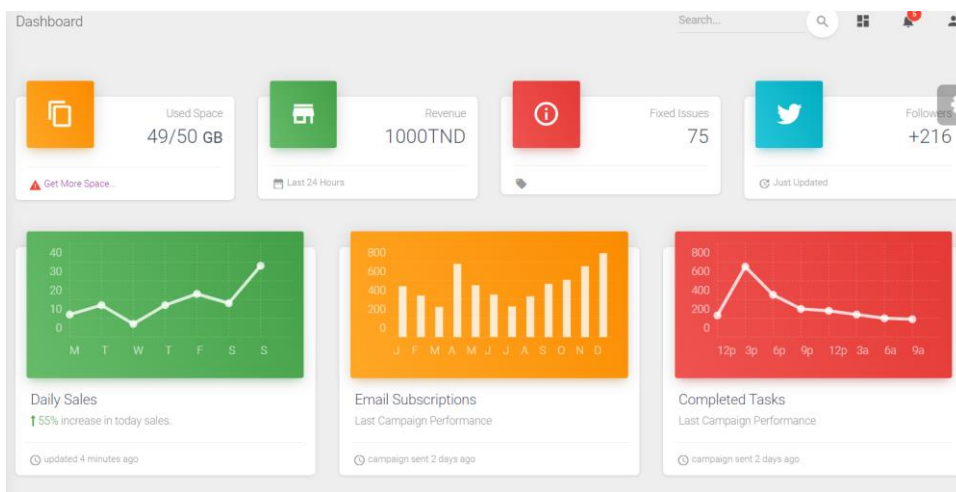 Dashboard
Search...
5
Used Space
49/50 GB
Get More Space...
Revenue
1000TND
Last 24 Hours
Fixed Issues
75
Followers
+216
Just Updated
40
30
20
10
0
M T W T F S S
Daily Sales
55% increase in today sales.
updated 4 minutes ago
800
600
400
200
0
J F M A M J J A S O N D
Email Subscriptions
Last Campaign Performance
campaign sent 2 days ago
800
600
400
200
0
12p 3p 6p 9p 12p 3a 6a 9a
Completed Tasks
Last Campaign Performance
campaign sent 2 days ago